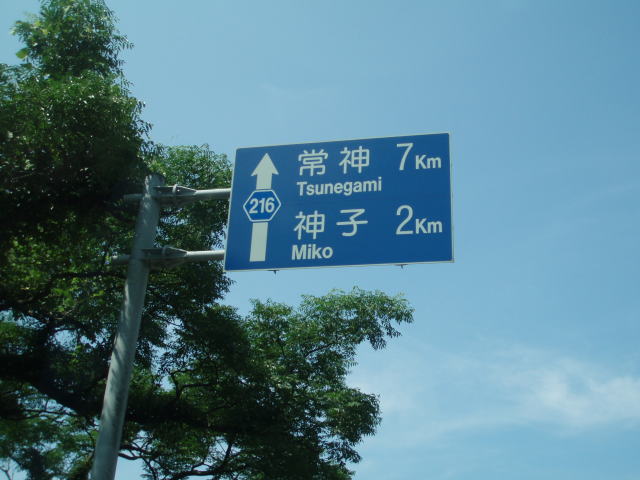 常神 7Km
Tsunegami
216
神子 2Km
Miko